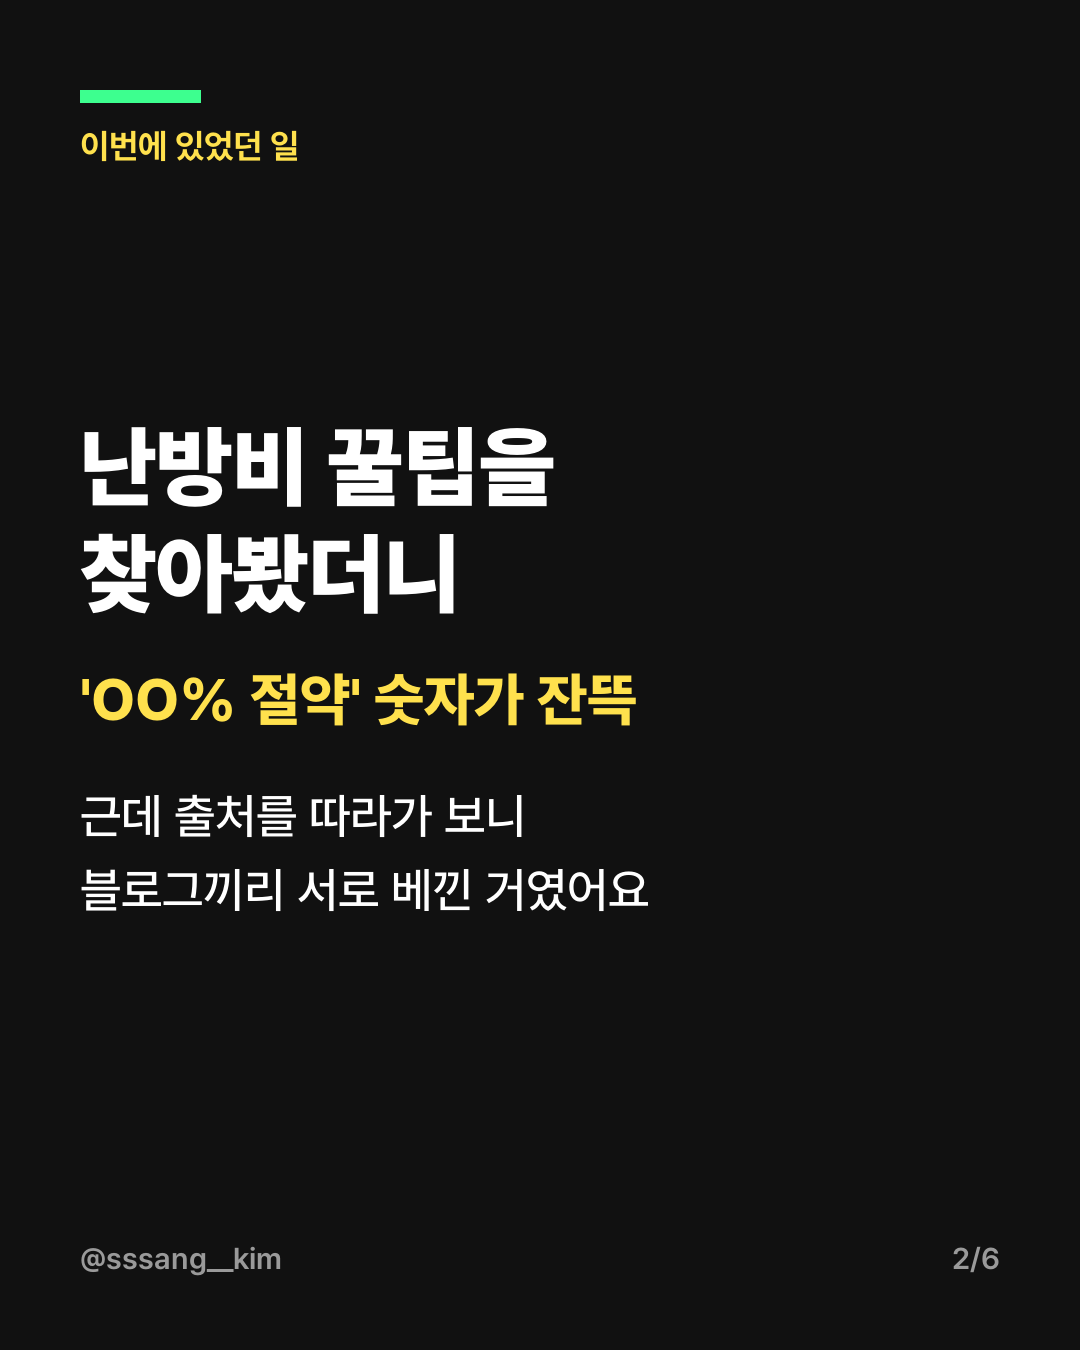 이번에 있었던 일
난방비 꿀팁을
찾아봤더니
'OO% 절약' 숫자가 잔뜩
근데 출처를 따라가 보니
블로그끼리 서로 베낀 거였어요
@sssang__kim
2/6